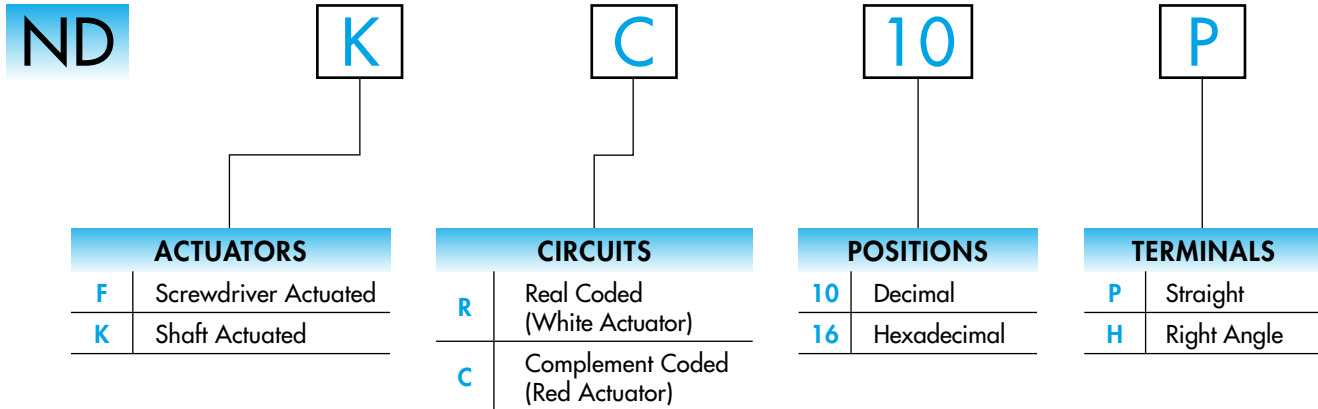 ND K C 10 P
ACTUATORS
F Screwdriver Actuated
K Shaft Actuated
CIRCUITS
R Real Coded
(White Actuator)
C Complement Coded
(Red Actuator)
POSITIONS
10 Decimal
16 Hexadecimal
TERMINALS
P Straight
H Right Angle